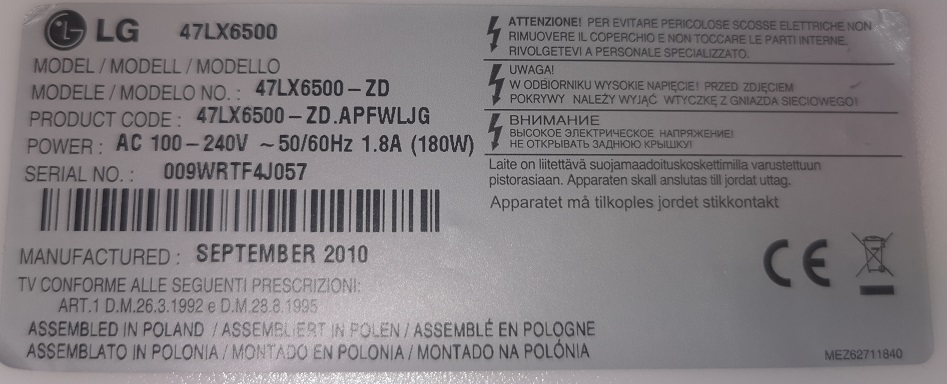 LG 47LX6500
MODEL / MODELL / MODELLO
MODELE / MODELO NO. : 47LX6500-ZD
PRODUCT CODE : 47LX6500-ZD.APFWLJG
POWER : AC 100-240V ~50/60Hz 1.8A (180W)
SERIAL NO. : 009WRTF4J057
MANUFACTURED : SEPTEMBER 2010
TV CONFORME ALLE SEGUENTI PRESCRIZIONI:
ART.1 D.M.26.3.1992 e D.M.28.8.1995
ASSEMBLED IN POLAND / ASSEMBLIERT IN POLEN / ASSEMBLÉ EN POLOGNE
ASSEMBLATO IN POLONIA / MONTADO EN POLONIA / MONTADO NA POLÓNIA
ATTENZIONE! PER EVITARE PERICOLOSE SCOSSE ELETTRICHE NON
RIMUOVERE IL COPERCHIO E NON TOCCARE LE PARTI INTERNE.
RIVOLGETEVI A PERSONALE SPECIALIZZATO.
UWAGA!
W ODBIORNIKU WYSOKIE NAPIĘCIE! PRZED ZDJĘCIEM
POKRYWY NALEŻY WYJĄĆ WTYCZKĘ Z GNIAZDA SIECIOWEGO!
ВНИМАНИЕ
ВЫСОКОЕ ЭЛЕКТРИЧЕСКОЕ НАПРЯЖЕНИЕ!
НЕ ОТКРЫВАТЬ ЗАДНЮЮ КРЫШКУ!
Laite on liitettävä suojamaadoituskoskettimilla varustettuun
pistorasiaan. Apparaten skall anslutas till jordat uttag.
Apparatet må tilkoples jordet stikkontakt
CE
MEZ62711840